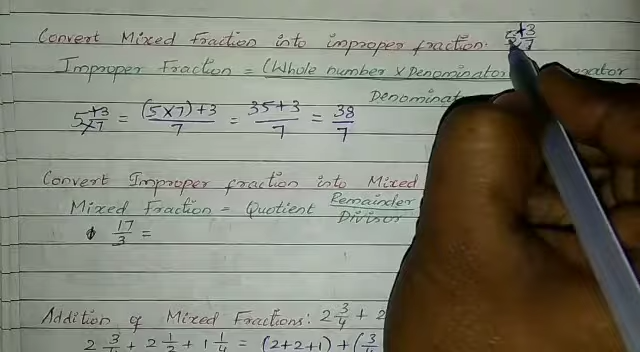 Convert Mixed Fraction into improper fraction. 5 +3/×7
Improper Fraction = (Whole number × Denominator
Denominat
5 +3/×7 = (5×7)+3/7 = 35+3/7 = 38/7
Convert Improper fraction into Mixed
Mixed Fraction = Quotient Remainder/Divisor
17/3 =
Addition of Mixed Fractions: 2 3/4 + 2
2 3/4 + 2 1/2 + 1 1/4 = (2+2+1) + (3/4